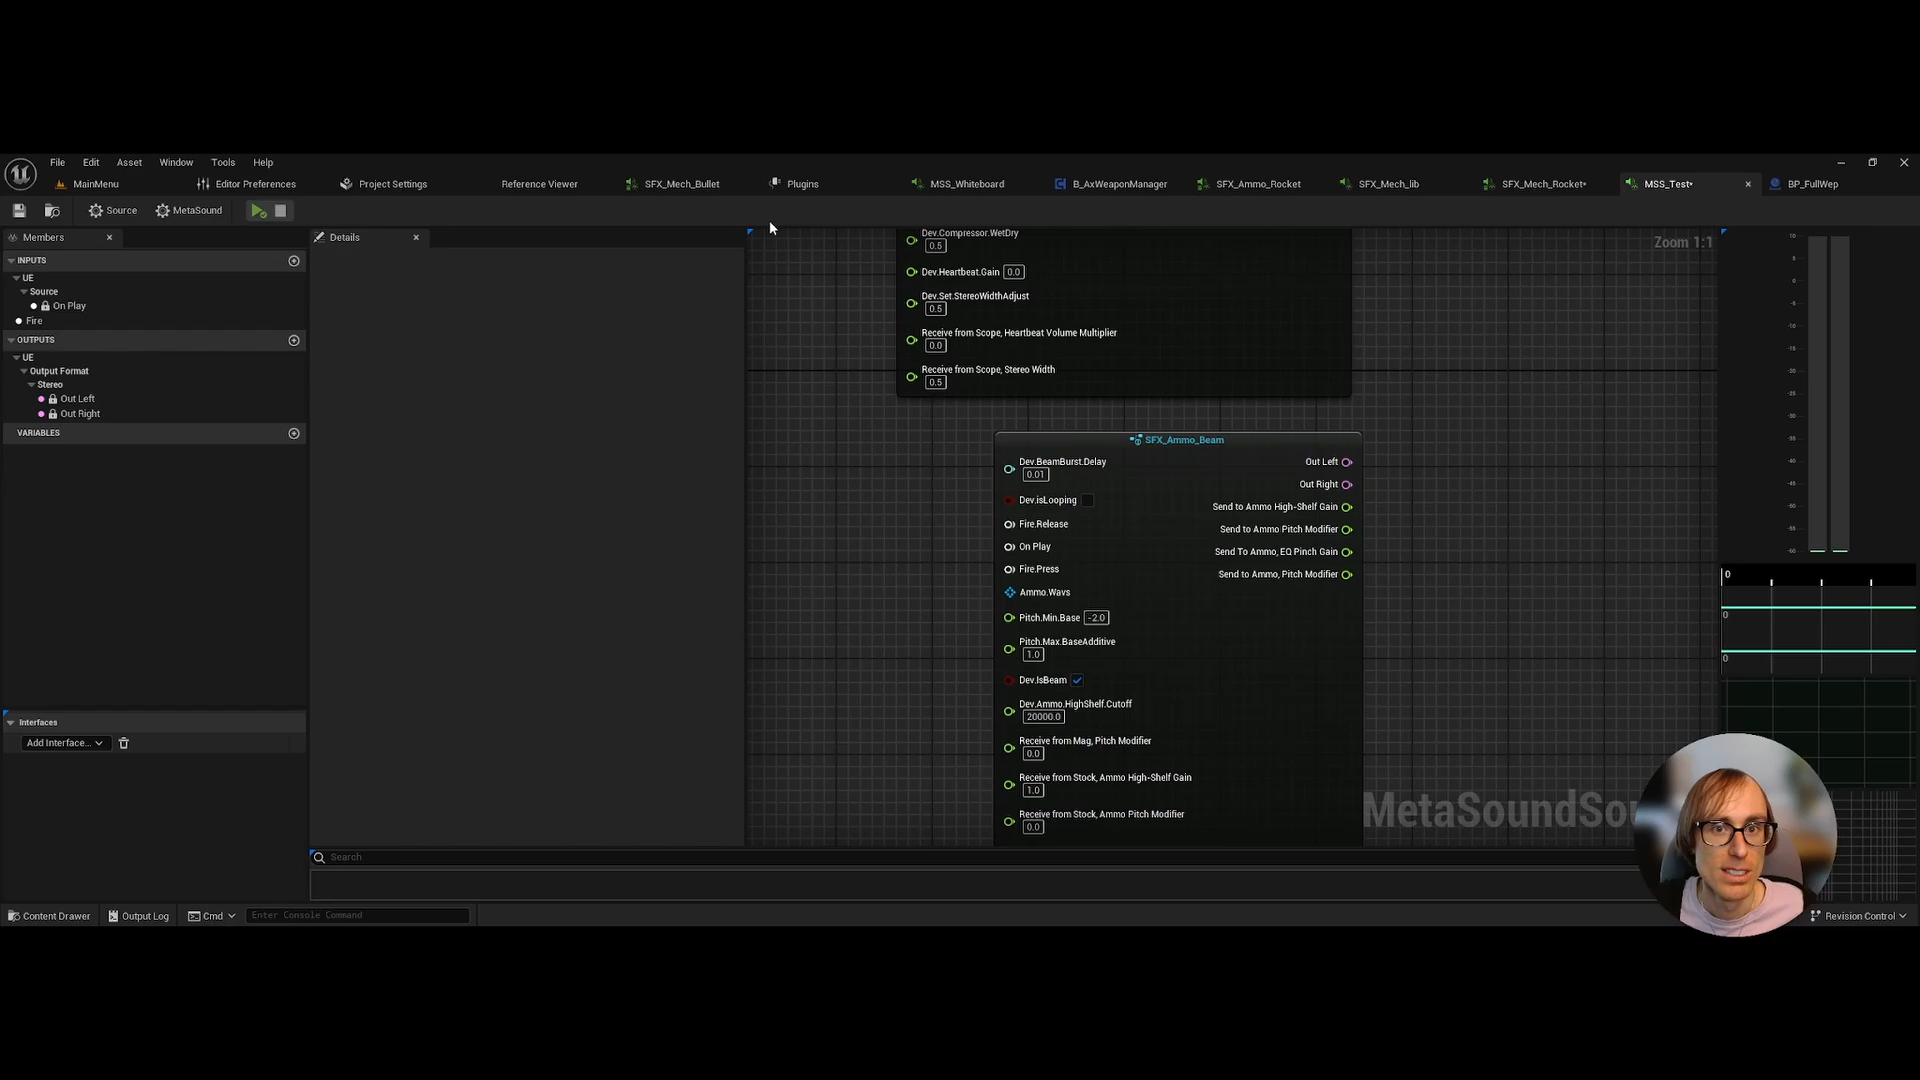 File Edit Asset Window Tools Help
MainMenu Editor Preferences Project Settings Reference Viewer SFX_Mech_Bullet Plugins MSS_Whiteboard B_AxWeaponManager SFX_Ammo_Rocket SFX_Mech_lib SFX_Mech_Rocket* MSS_Test* BP_FullWep
Source MetaSound
Members
INPUTS
UE
Source
On Play
Fire
OUTPUTS
UE
Output Format
Stereo
Out Left
Out Right
VARIABLES
Interfaces
Add Interface...
Details
Zoom 1:1
Dev.Compressor.WetDry
0.5
Dev.Heartbeat.Gain 0.0
Dev.Set.StereoWidthAdjust
0.5
Receive from Scope, Heartbeat Volume Multiplier
0.0
Receive from Scope, Stereo Width
0.5
SFX_Ammo_Beam
Dev.BeamBurst.Delay
0.01
Dev.isLooping
Fire.Release
On Play
Fire.Press
Ammo.Wavs
Pitch.Min.Base -2.0
Pitch.Max.BaseAdditive
1.0
Dev.IsBeam
Dev.Ammo.HighShelf.Cutoff
20000.0
Receive from Mag, Pitch Modifier
0.0
Receive from Stock, Ammo High-Shelf Gain
1.0
Receive from Stock, Ammo Pitch Modifier
0.0
Out Left
Out Right
Send to Ammo High-Shelf Gain
Send to Ammo Pitch Modifier
Send To Ammo, EQ Pinch Gain
Send to Ammo, Pitch Modifier
MetaSoundSou
0
0
0
Search
Content Drawer Output Log Cmd Enter Console Command Revision Control